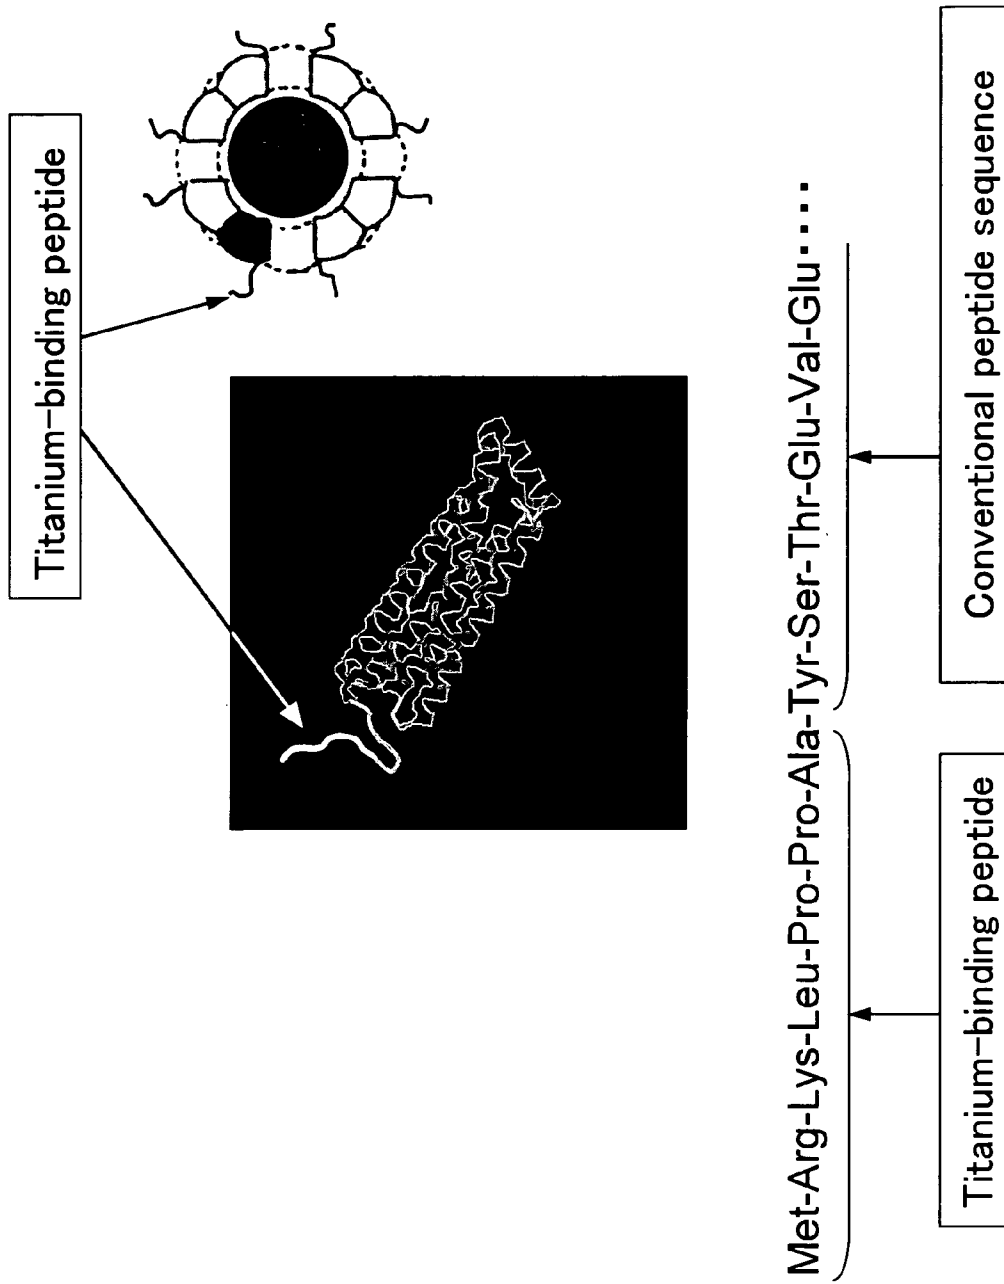 Titanium-binding peptide
Met-Arg-Lys-Leu-Pro-Pro-Ala-Tyr-Ser-Thr-Glu-Val-Glu····
Titanium-binding peptide
Conventional peptide sequence